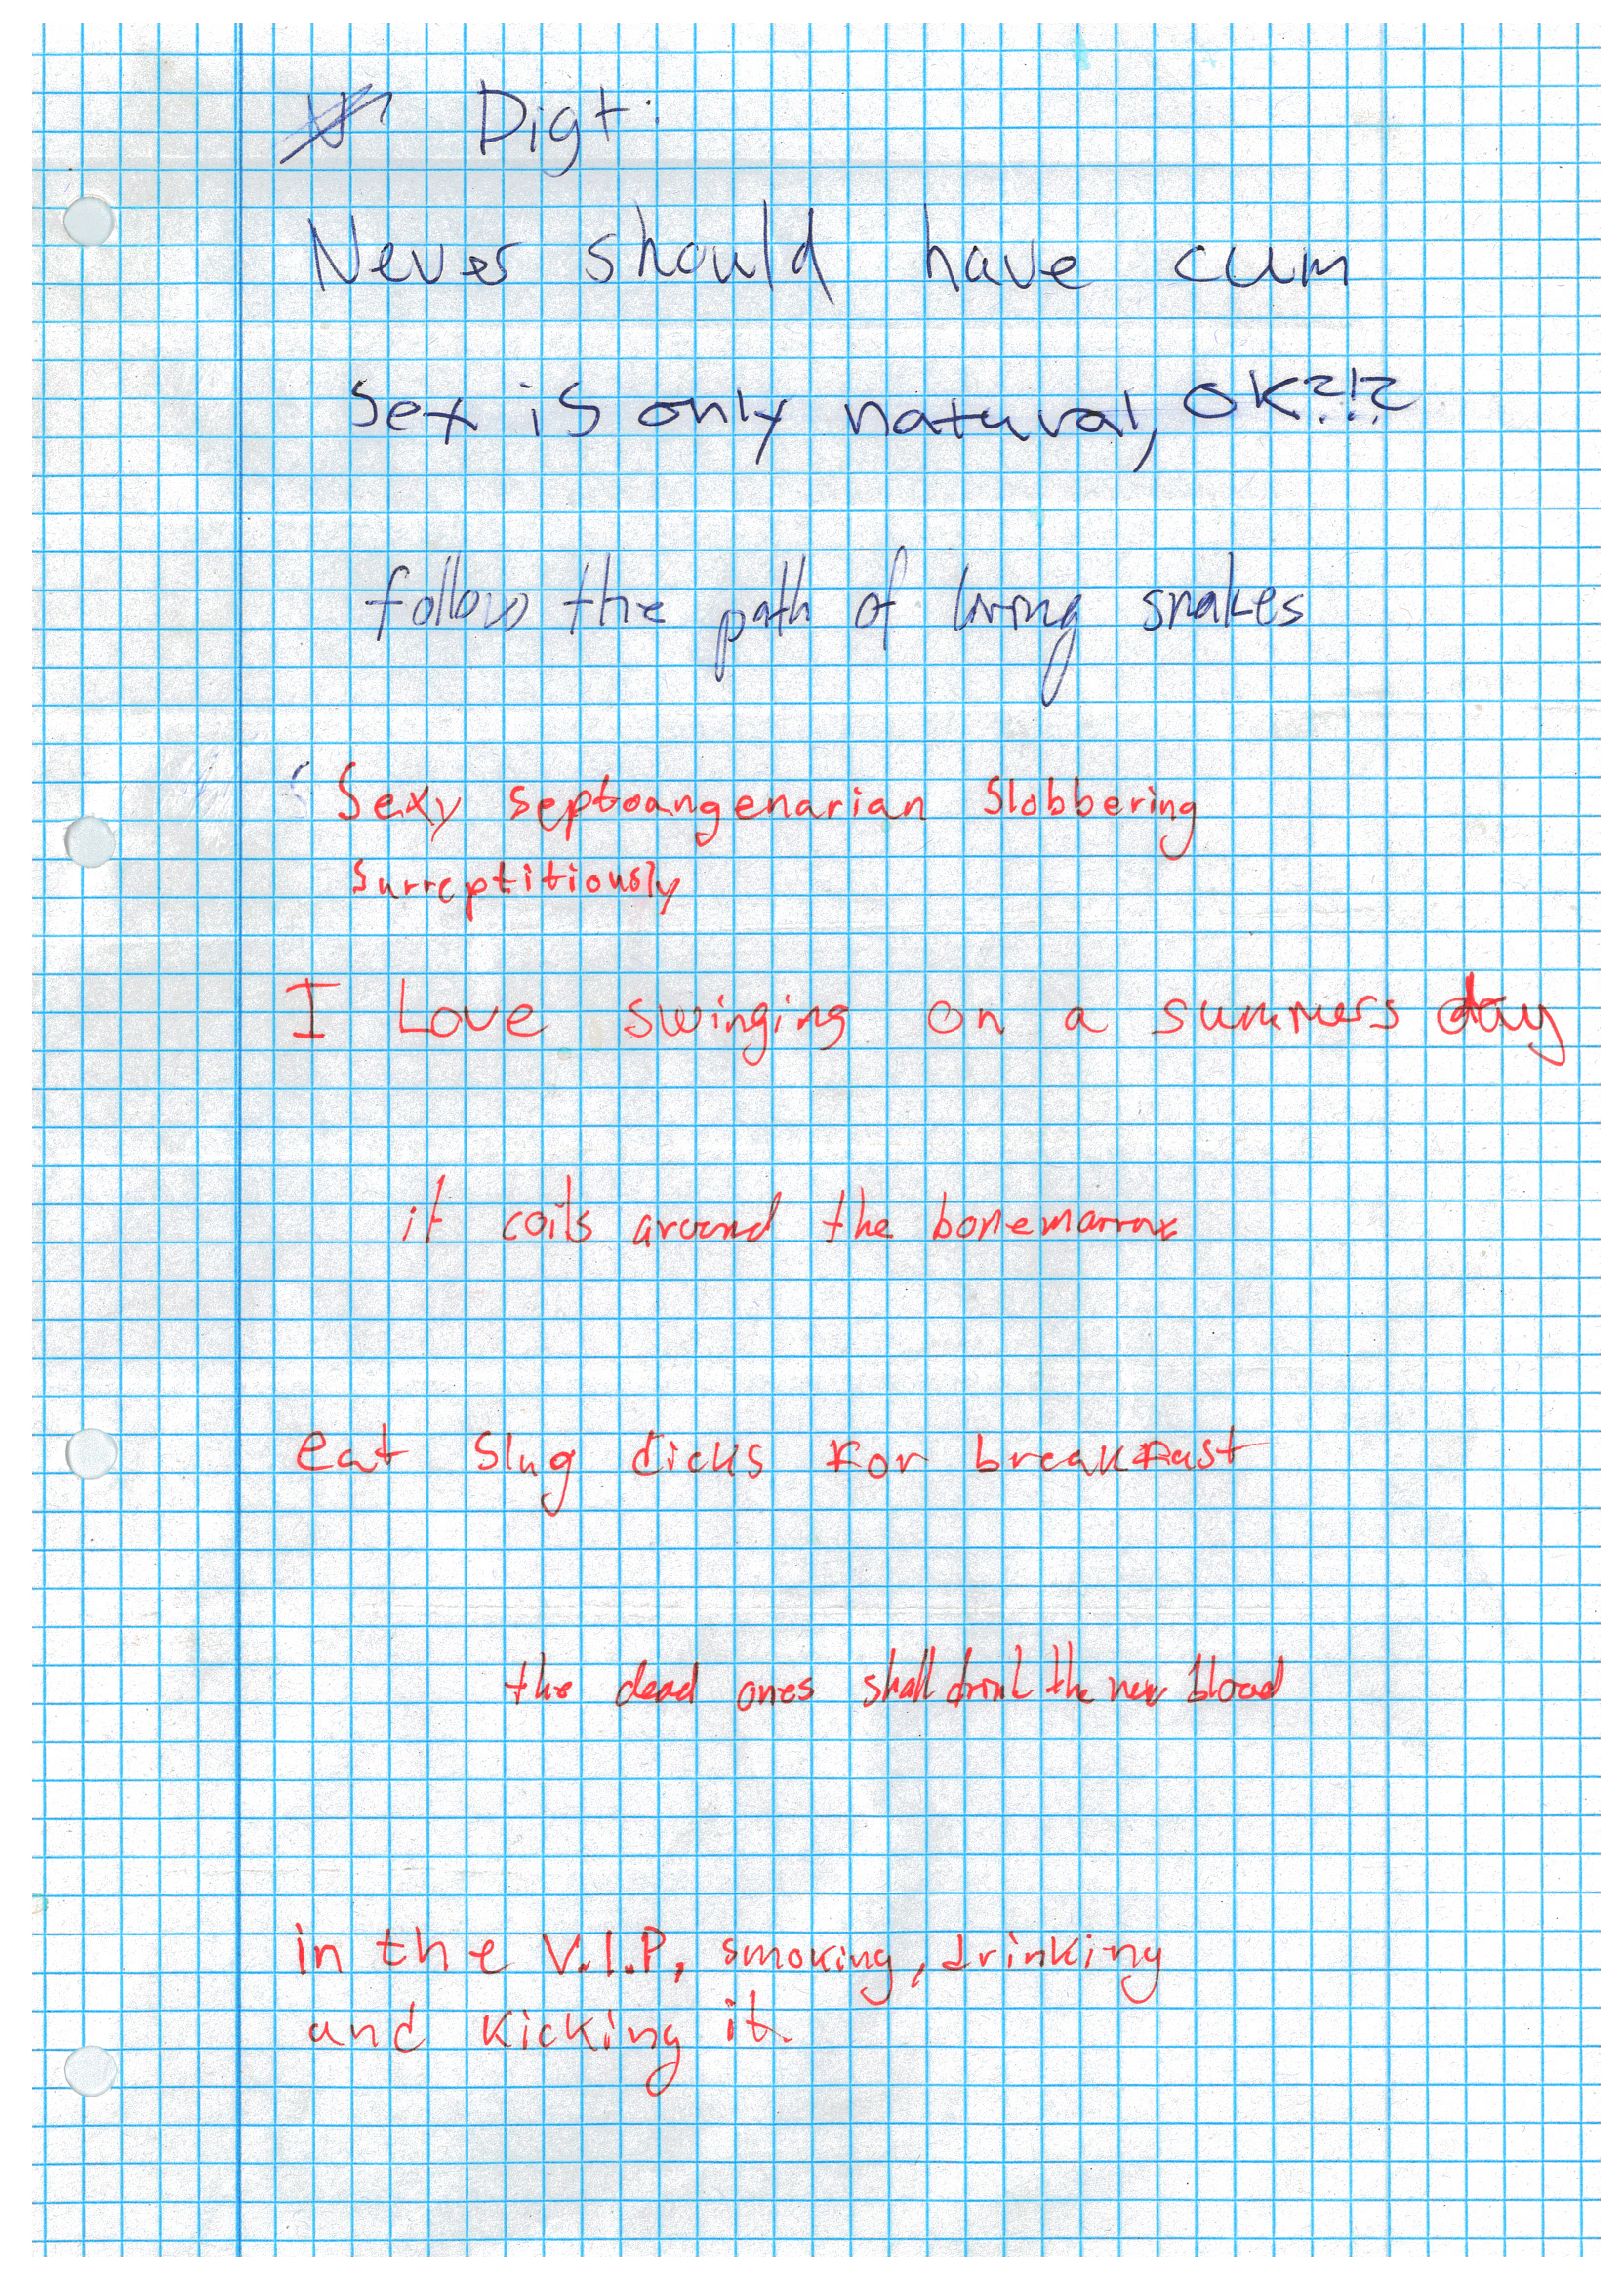 Digt:
Never should have cum
Sex is only natural, OK?!?
follow the path of living snakes
Sexy septoangenarian Slobbering
surreptitiously
I Love swinging on a summers day
it coils around the bonemarrow
eat slug dicks for breakfast
the dead ones shall drink the new blood
in the V.I.P, smoking, drinking
and kicking it.